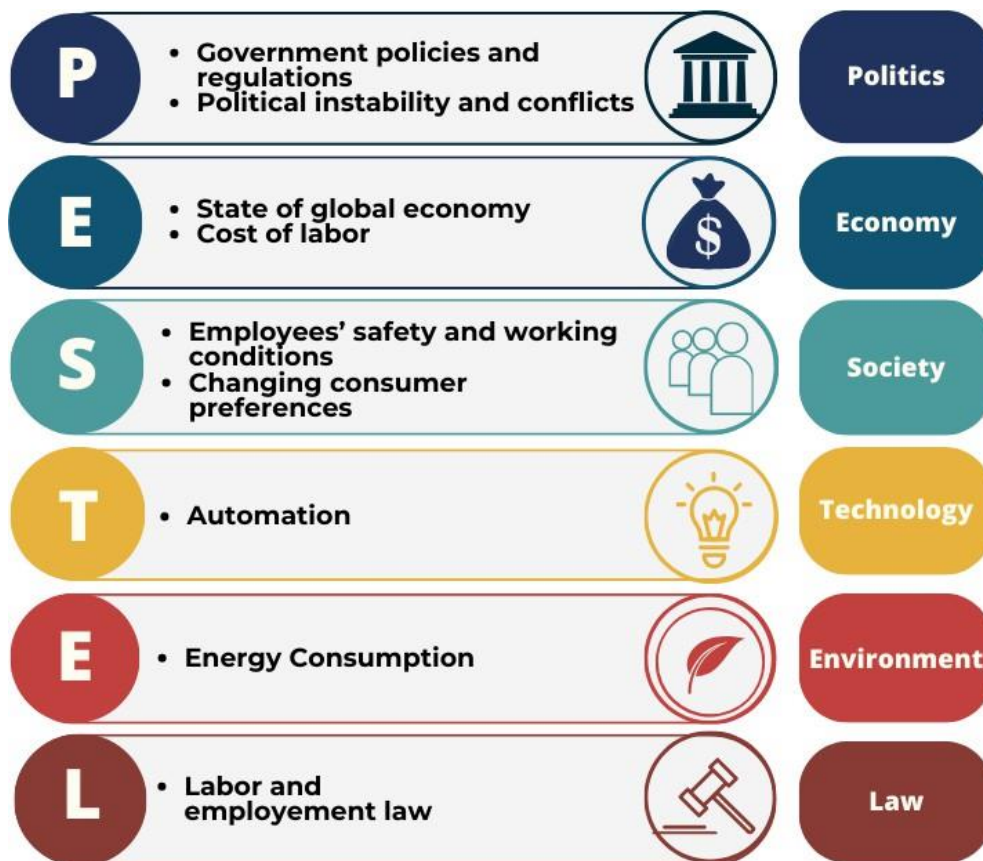 P
• Government policies and
regulations
• Political instability and conflicts
Politics
E
• State of global economy
• Cost of labor
$
Economy
S
• Employees’ safety and working
conditions
• Changing consumer
preferences
Society
T
• Automation
Technology
E
• Energy Consumption
Environment
L
• Labor and
employement law
Law